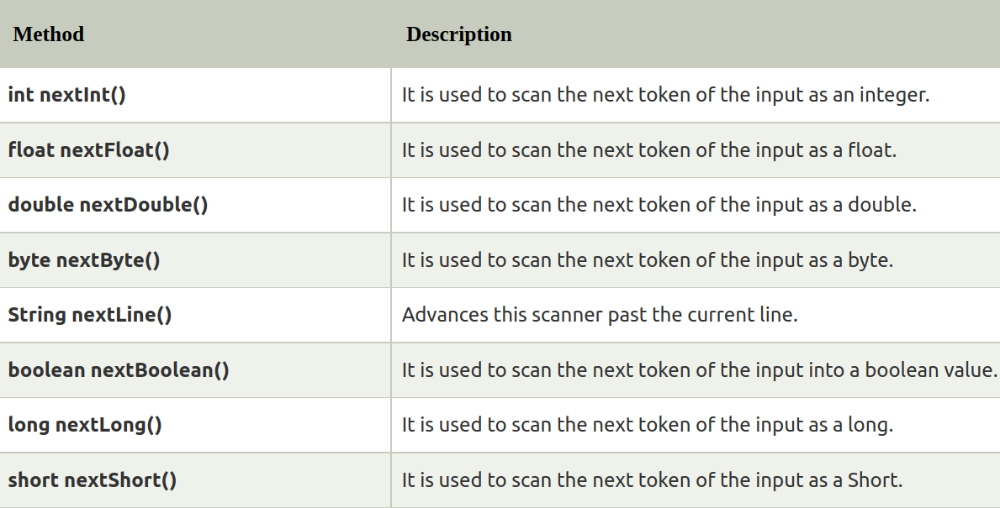 Method Description
int nextInt() It is used to scan the next token of the input as an integer.
float nextFloat() It is used to scan the next token of the input as a float.
double nextDouble() It is used to scan the next token of the input as a double.
byte nextByte() It is used to scan the next token of the input as a byte.
String nextLine() Advances this scanner past the current line.
boolean nextBoolean() It is used to scan the next token of the input into a boolean value.
long nextLong() It is used to scan the next token of the input as a long.
short nextShort() It is used to scan the next token of the input as a Short.